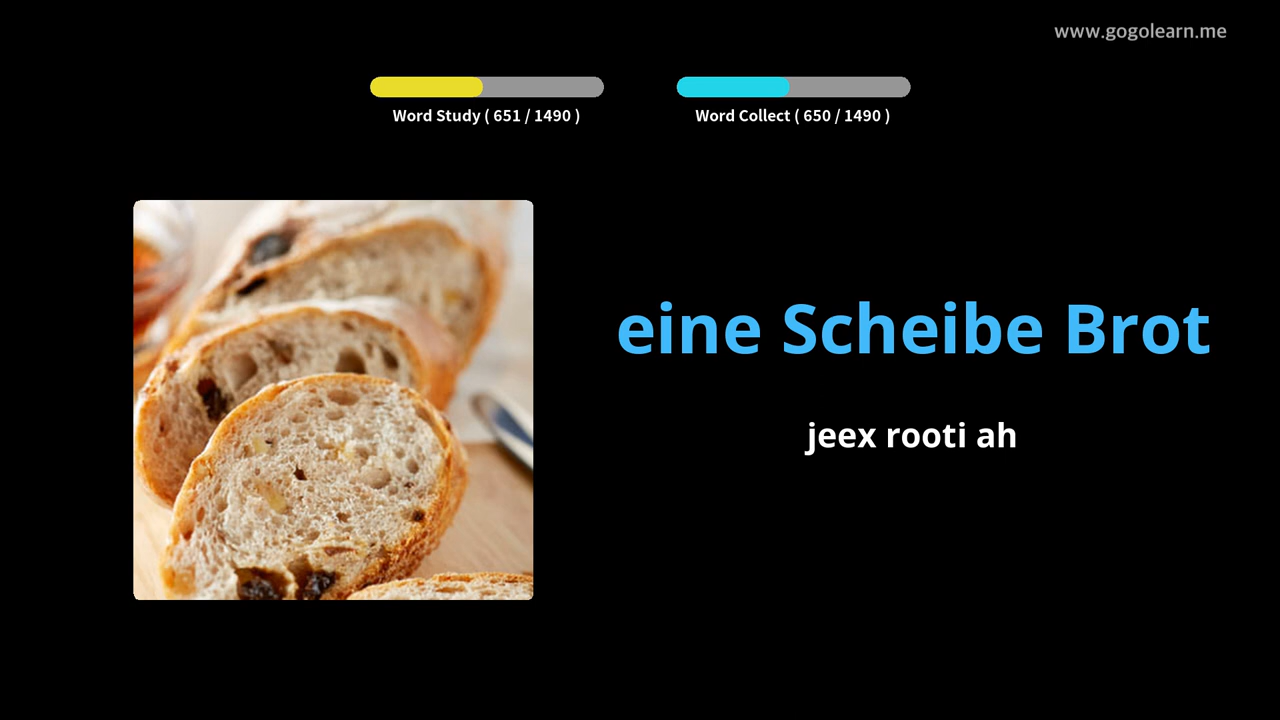 www.gogolearn.me
Word Study ( 651 / 1490 )
Word Collect ( 650 / 1490 )
eine Scheibe Brot
jeex rooti ah